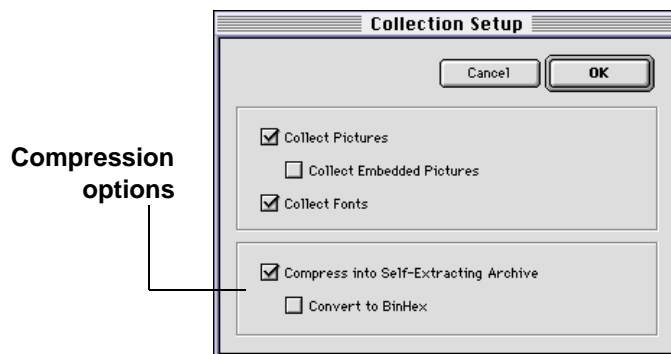 Collection Setup
Cancel
OK
Collect Pictures
Collect Embedded Pictures
Collect Fonts
Compression
options
Compress into Self-Extracting Archive
Convert to BinHex